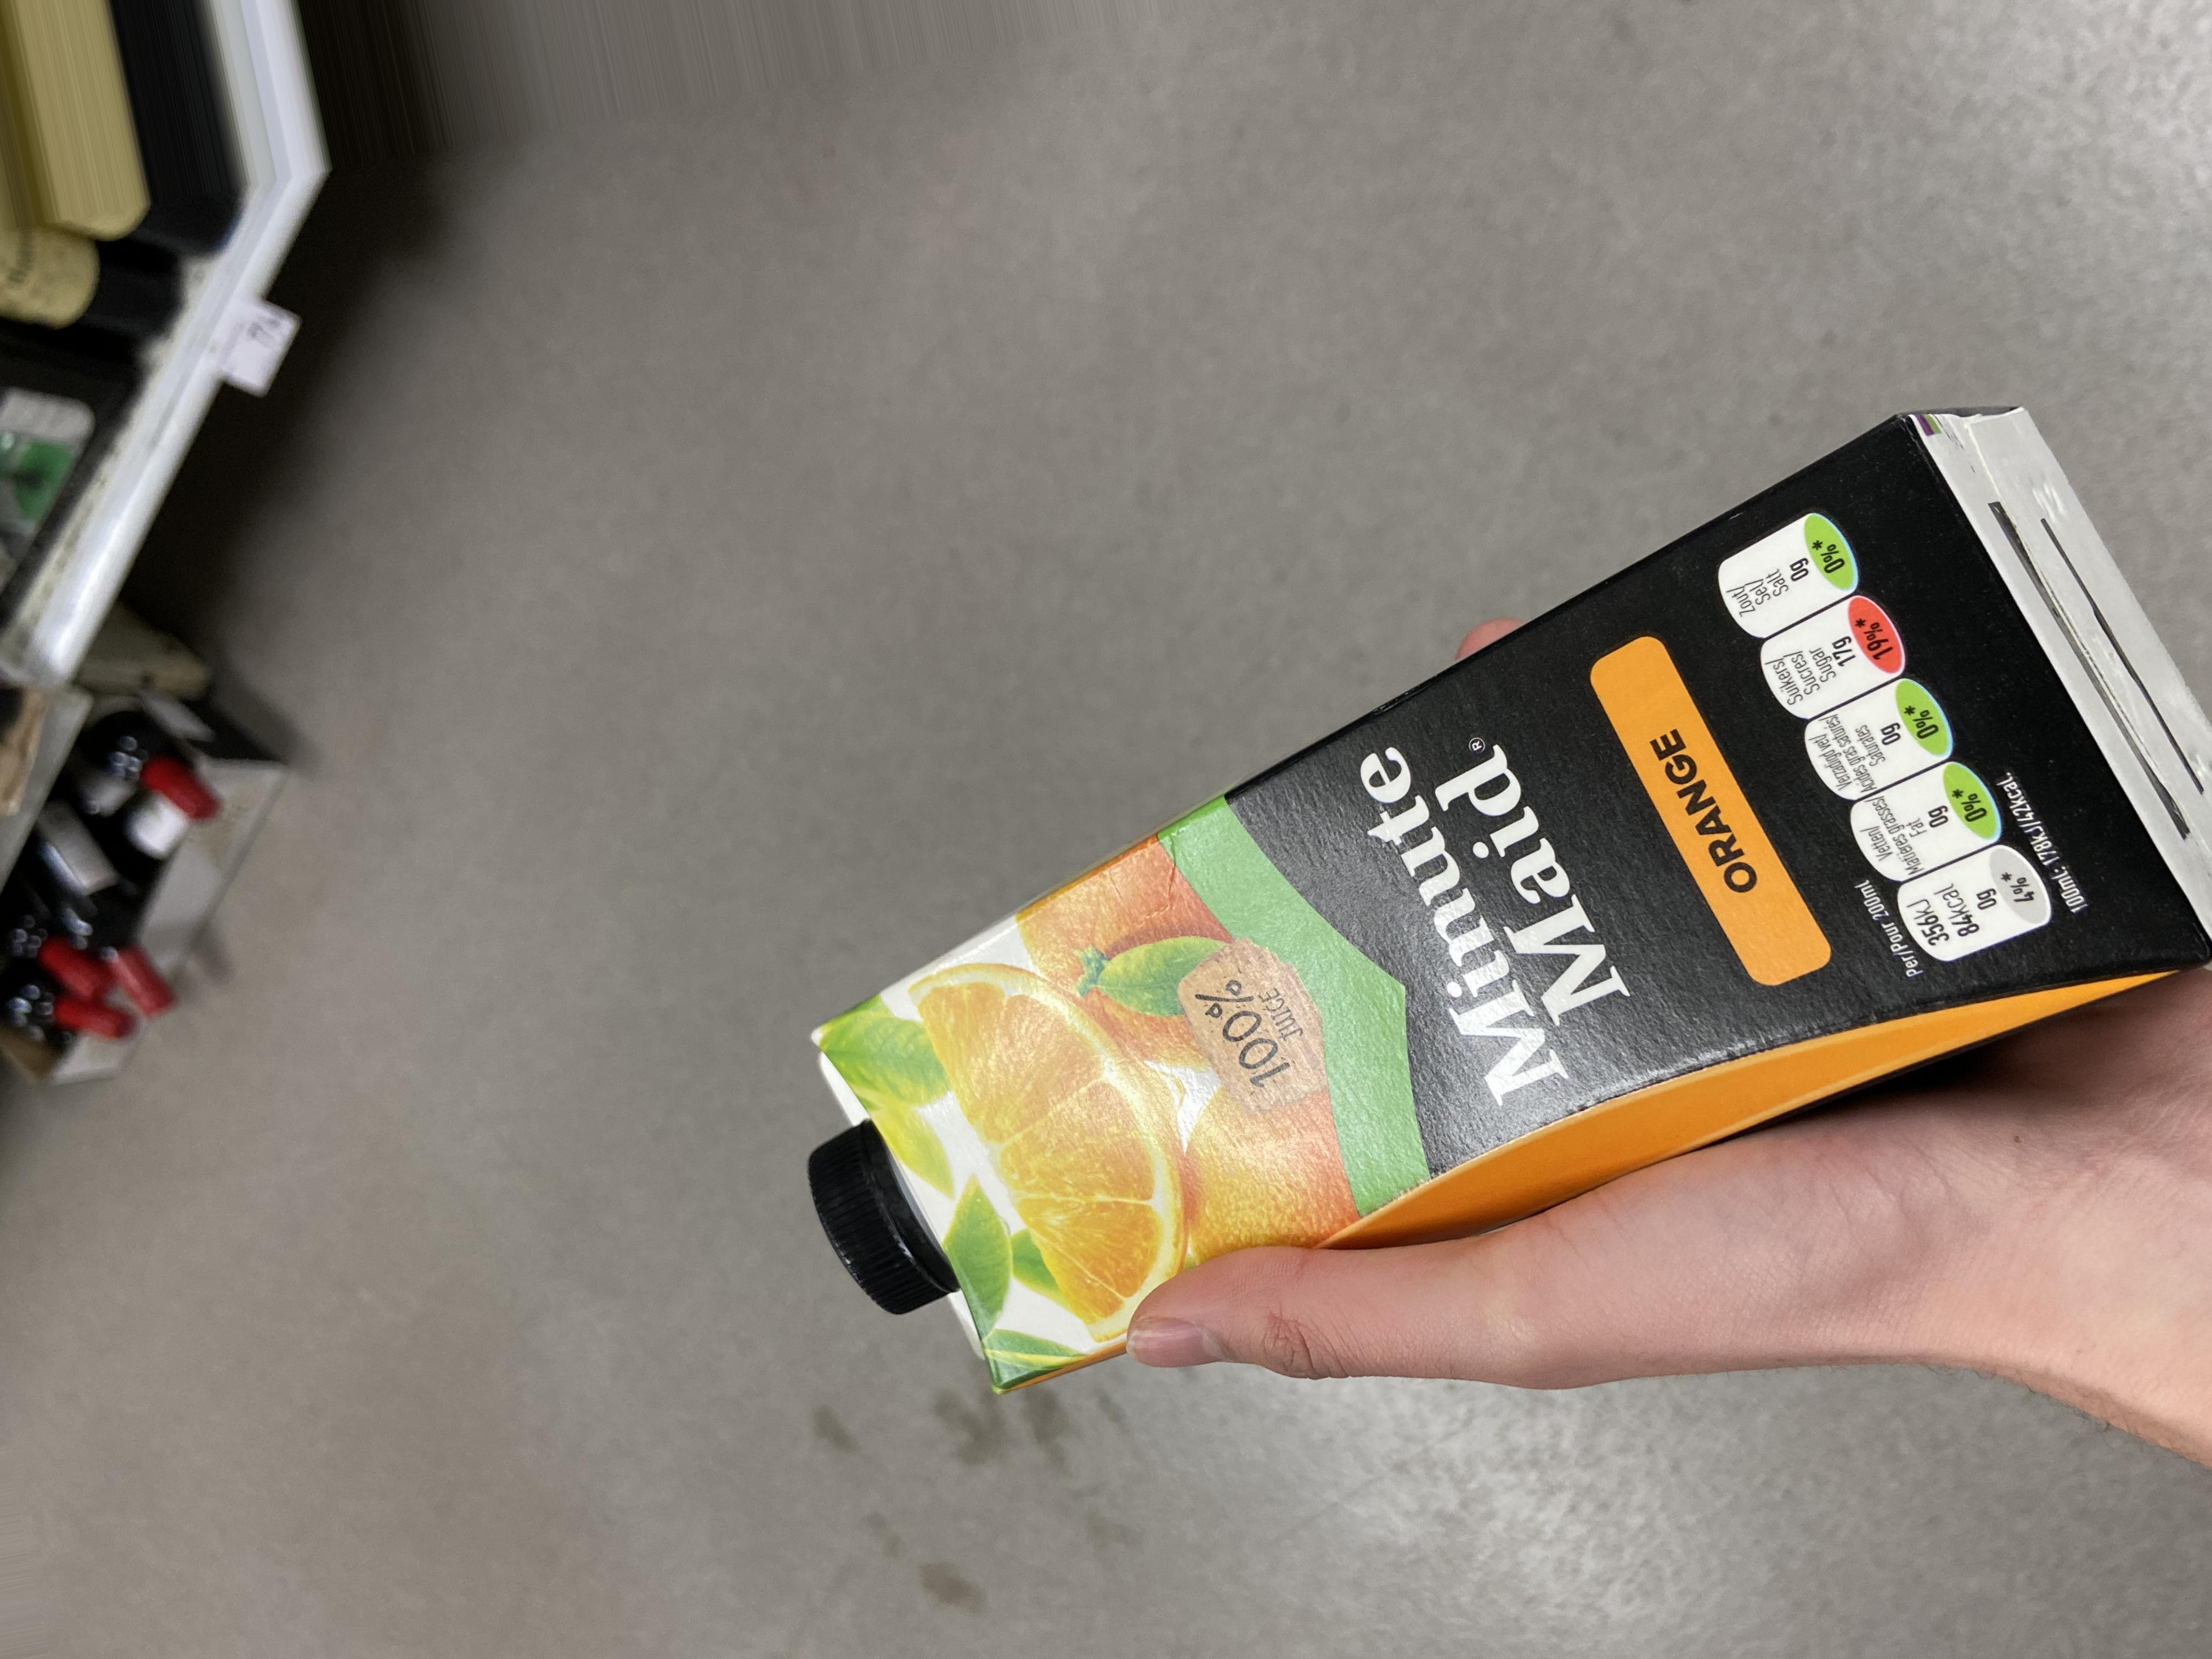 100%
JUICE
Minute
Maid®
ORANGE
Per/Pour 200ml
356kJ
84kcal
0g
4%*
Vetten/
Matières grasses/
Fat
0g
0%*
Verzadigd vet/
Acides gras saturés/
Saturates
0g
0%*
Suikers/
Sucres/
Sugar
17g
19%*
Zout/
Sel/
Salt
0g
0%*
100ml: 178kJ/42kcal.